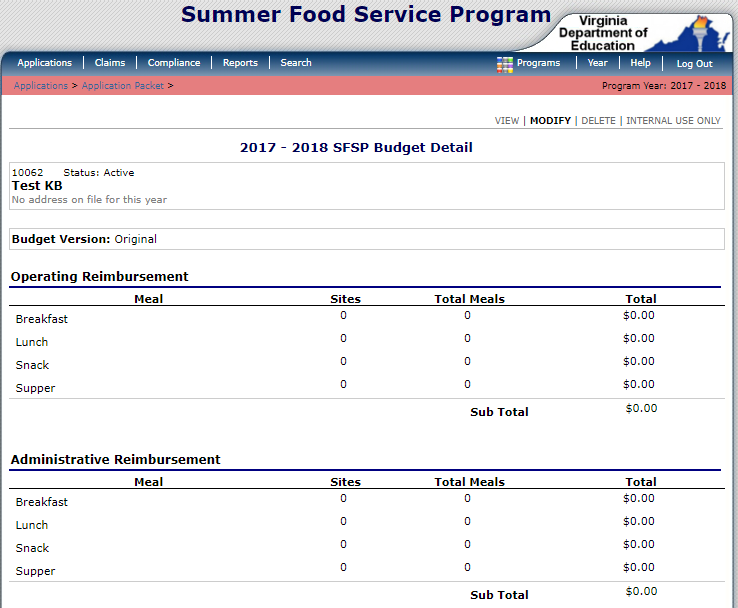 Summer Food Service Program
Virginia
Department of
Education
Applications | Claims | Compliance | Reports | Search Programs | Year | Help | Log Out
Applications > Application Packet > Program Year: 2017 - 2018
VIEW | MODIFY | DELETE | INTERNAL USE ONLY
2017 - 2018 SFSP Budget Detail
10062 Status: Active
Test KB
No address on file for this year
Budget Version: Original
Operating Reimbursement
Meal Sites Total Meals Total
Breakfast 0 0 $0.00
Lunch 0 0 $0.00
Snack 0 0 $0.00
Supper 0 0 $0.00
Sub Total $0.00
Administrative Reimbursement
Meal Sites Total Meals Total
Breakfast 0 0 $0.00
Lunch 0 0 $0.00
Snack 0 0 $0.00
Supper 0 0 $0.00
Sub Total $0.00